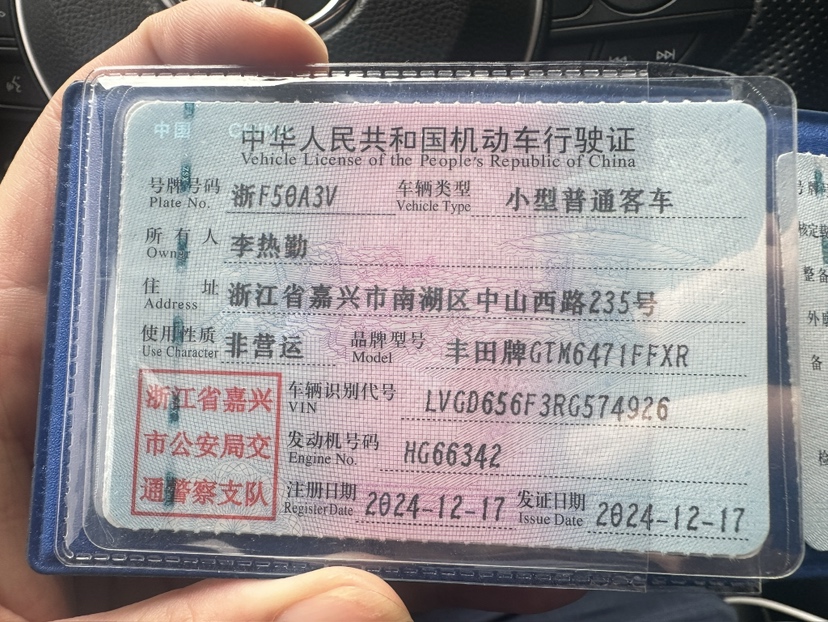 中国 CHINA
中华人民共和国机动车行驶证
Vehicle License of the People's Republic of China
号牌号码 浙F50A3V 车辆类型 小型普通客车
Plate No. Vehicle Type
所有人 李热勤
Owner
住址 浙江省嘉兴市南湖区中山西路235号
Address
使用性质 非营运 品牌型号 丰田牌GTM6471FFXR
Use Character Model
浙江省嘉兴
市公安局交
通警察支队
车辆识别代号 LVGD656F3RG574926
VIN
发动机号码 HG66342
Engine No.
注册日期 2024-12-17 发证日期 2024-12-17
Register Date Issue Date